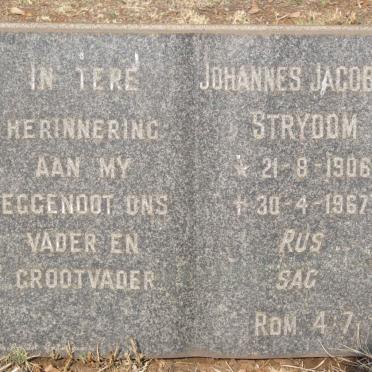 IN TERE
HERINNERING
AAN MY
EGGENOOT ONS
VADER EN
GROOTVADER
JOHANNES JACOB
STRYDOM
* 21-8-1906
+ 30-4-1967
RUS
SAG
ROM 4:7